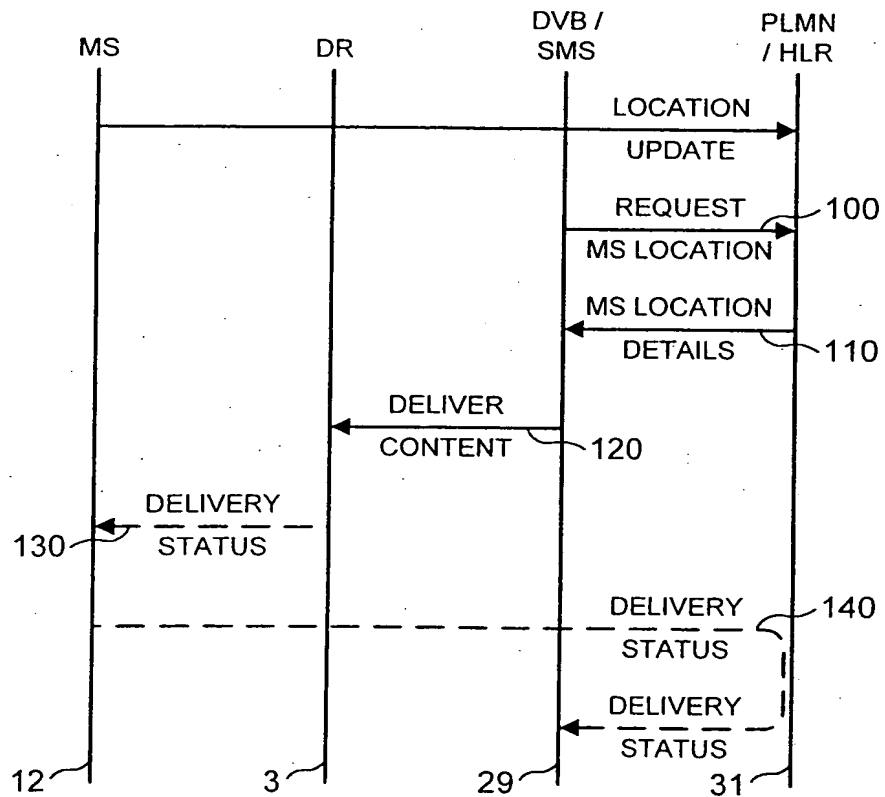 MS
DR
DVB /
SMS
PLMN
/ HLR
LOCATION
UPDATE
REQUEST
100
MS LOCATION
MS LOCATION
DETAILS
110
DELIVER
CONTENT
120
DELIVERY
STATUS
130
DELIVERY
STATUS
140
DELIVERY
STATUS
12
3
29
31